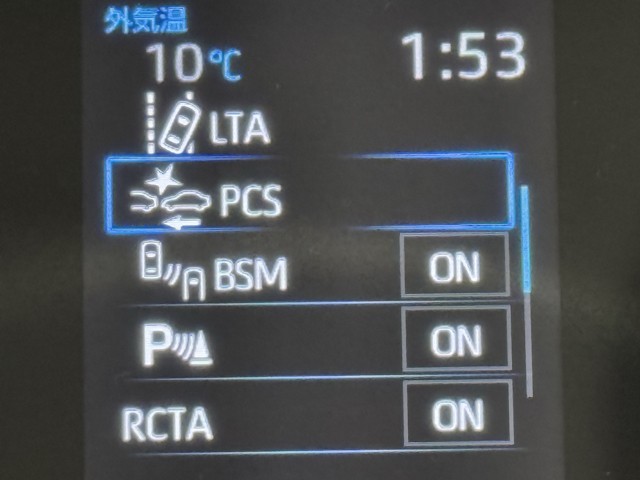 外気温
10℃ 1:53
LTA
PCS
BSM ON
P ON
RCTA ON